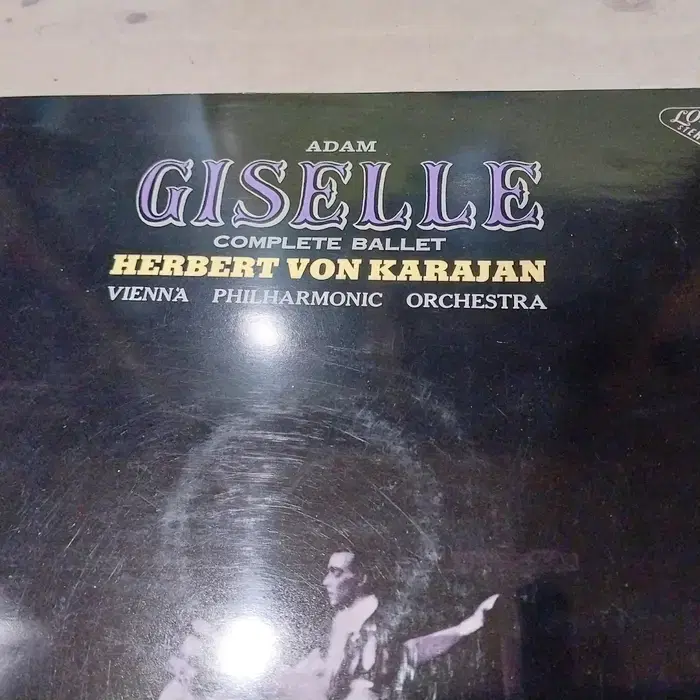 ADAM
GISELLE
COMPLETE BALLET
HERBERT VON KARAJAN
VIENNA PHILHARMONIC ORCHESTRA